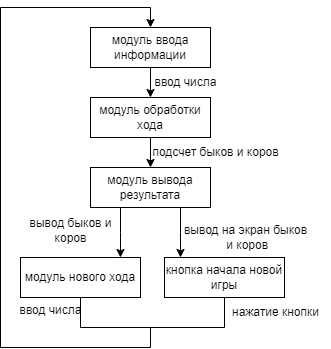 модуль ввода
информации
ввод числа
модуль обработки
хода
подсчет быков и коров
модуль вывода
результата
вывод быков и
коров
вывод на экран быков
и коров
модуль нового хода
кнопка начала новой
игры
ввод числа
нажатие кнопки